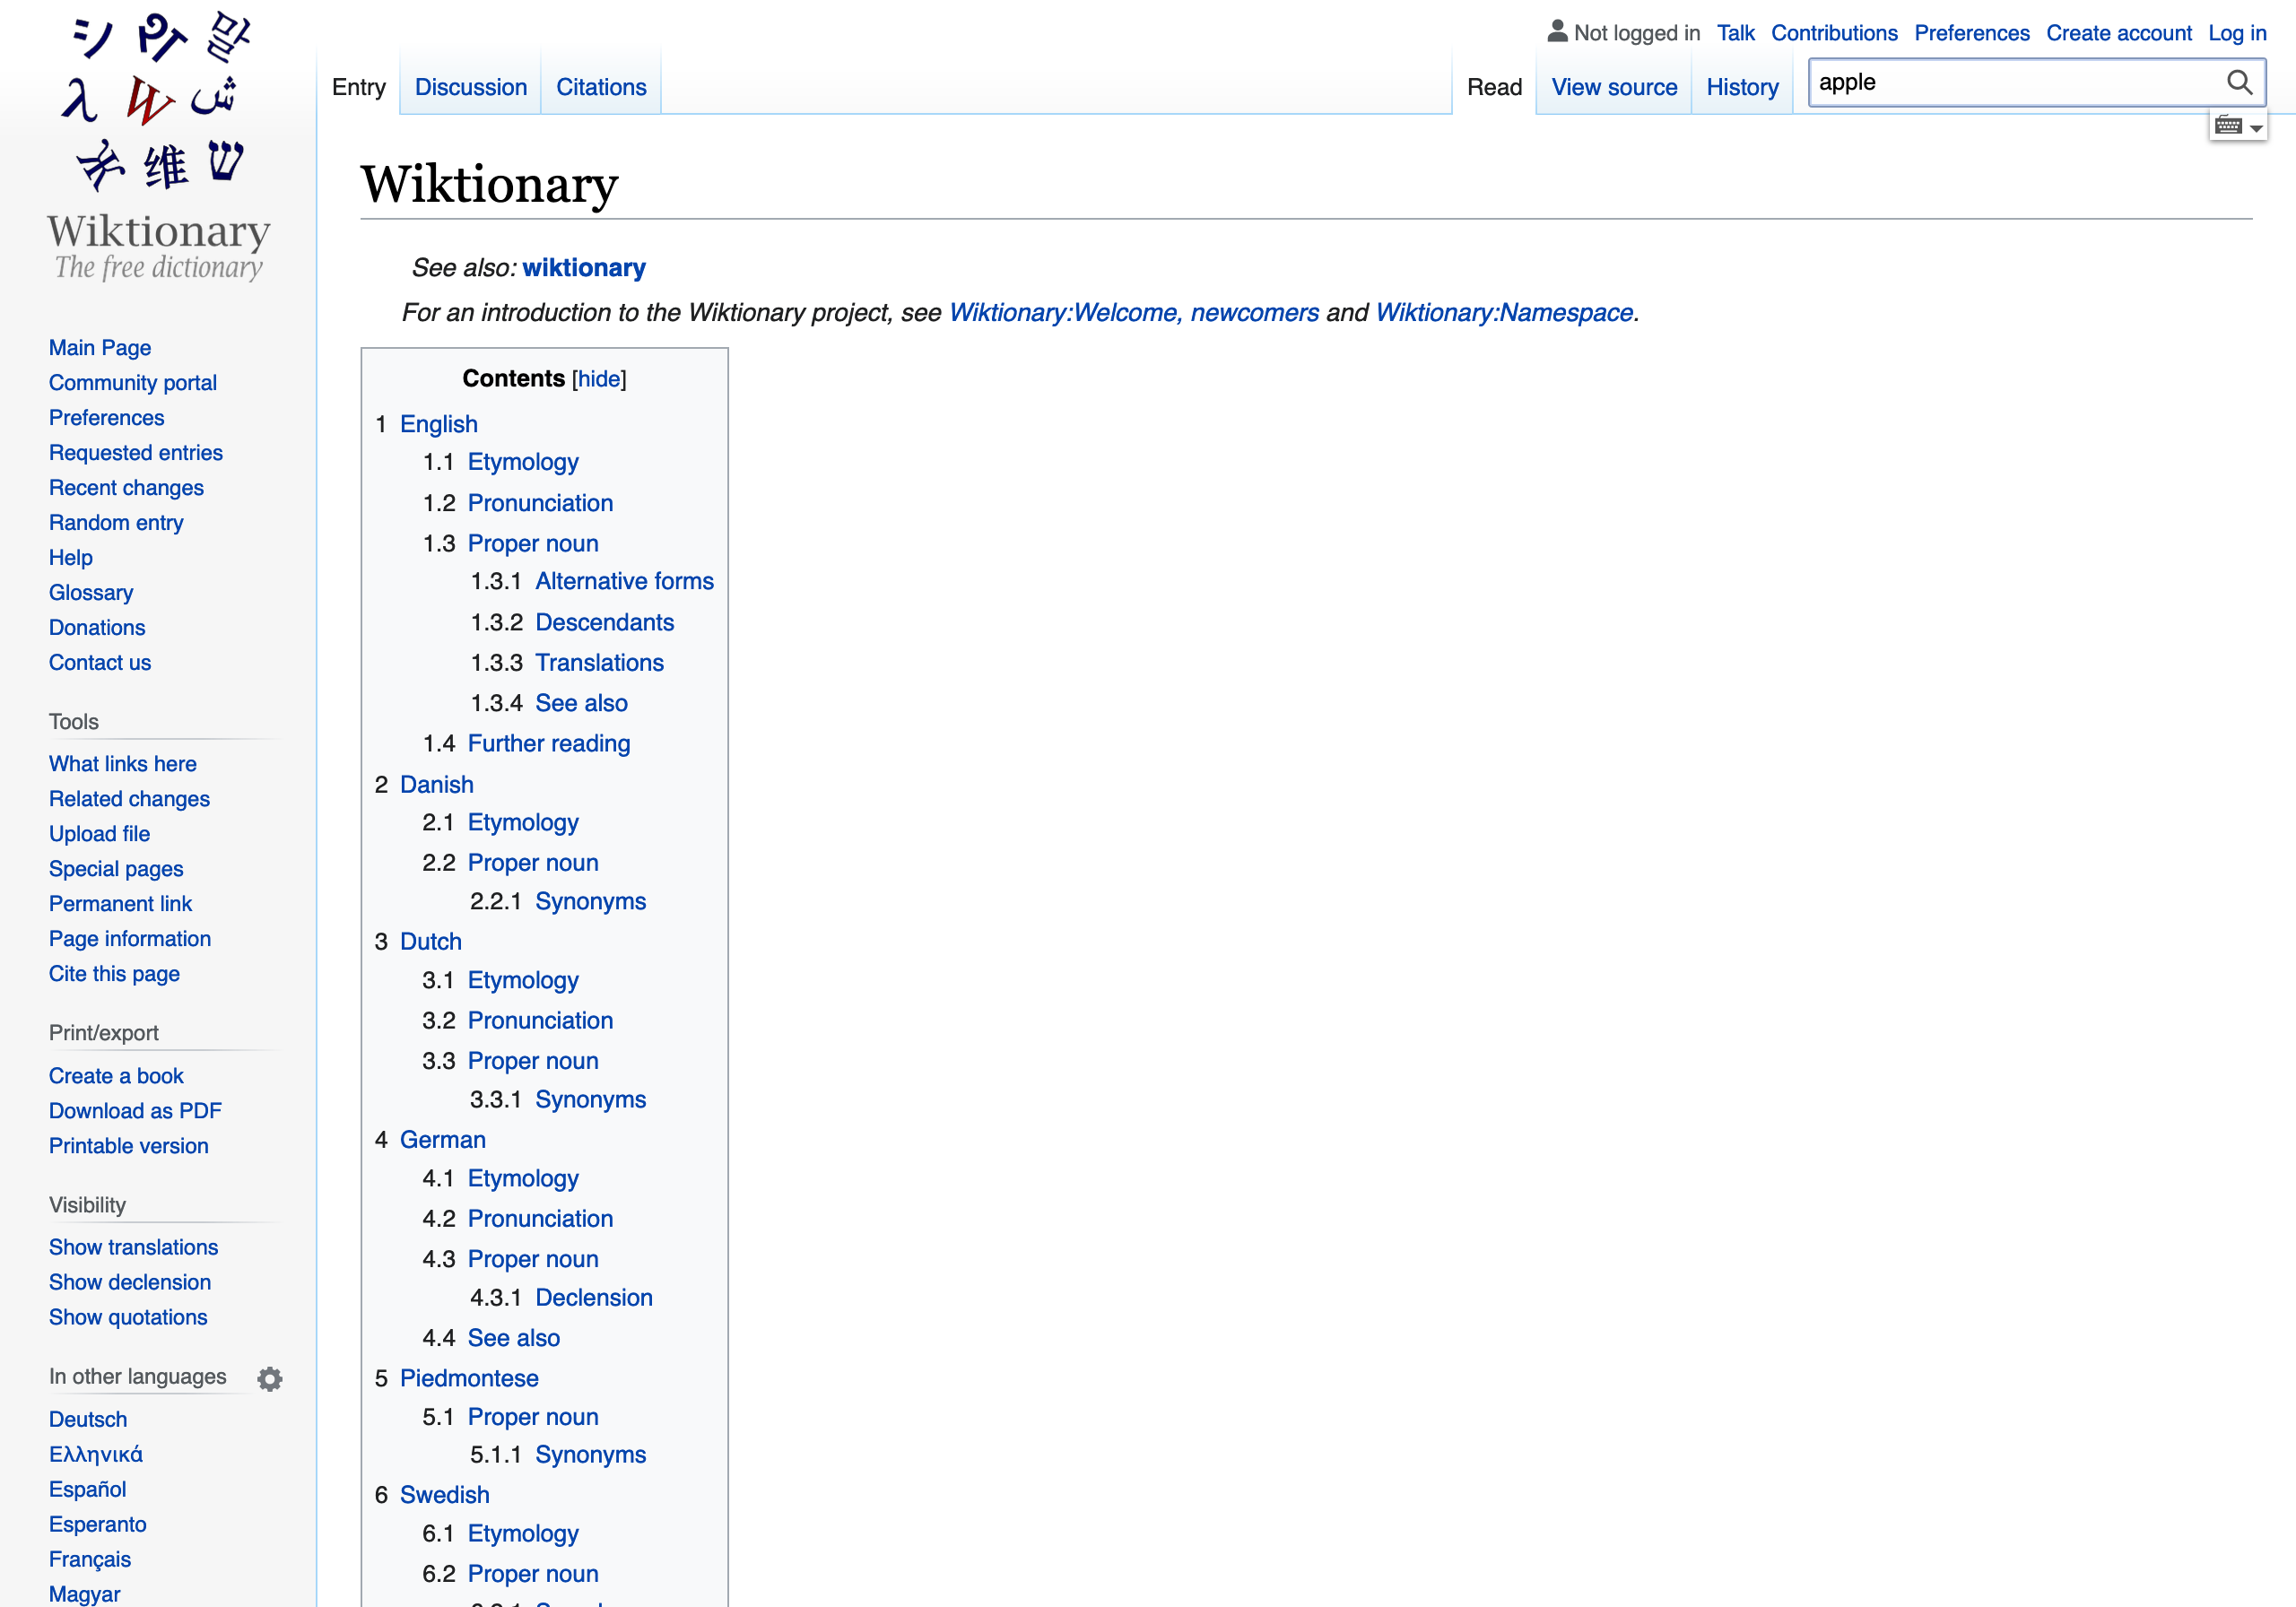 シ
የፓ
말
λ
W
ش
维
ש
Wiktionary
The free dictionary
Main Page
Community portal
Preferences
Requested entries
Recent changes
Random entry
Help
Glossary
Donations
Contact us
Tools
What links here
Related changes
Upload file
Special pages
Permanent link
Page information
Cite this page
Print/export
Create a book
Download as PDF
Printable version
Visibility
Show translations
Show declension
Show quotations
In other languages
Deutsch
Ελληνικά
Español
Esperanto
Français
Magyar
Not logged in Talk Contributions Preferences Create account Log in
Entry Discussion Citations Read View source History apple
Wiktionary
See also: wiktionary
For an introduction to the Wiktionary project, see Wiktionary:Welcome, newcomers and Wiktionary:Namespace.
Contents [hide]
1 English
1.1 Etymology
1.2 Pronunciation
1.3 Proper noun
1.3.1 Alternative forms
1.3.2 Descendants
1.3.3 Translations
1.3.4 See also
1.4 Further reading
2 Danish
2.1 Etymology
2.2 Proper noun
2.2.1 Synonyms
3 Dutch
3.1 Etymology
3.2 Pronunciation
3.3 Proper noun
3.3.1 Synonyms
4 German
4.1 Etymology
4.2 Pronunciation
4.3 Proper noun
4.3.1 Declension
4.4 See also
5 Piedmontese
5.1 Proper noun
5.1.1 Synonyms
6 Swedish
6.1 Etymology
6.2 Proper noun